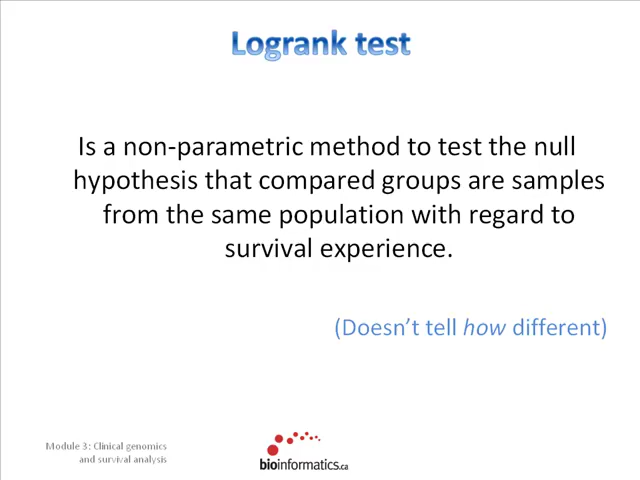 Logrank test
Is a non-parametric method to test the null
hypothesis that compared groups are samples
from the same population with regard to
survival experience.
(Doesn't tell how different)
Module 3: Clinical genomics
and survival analysis
bioinformatics.ca